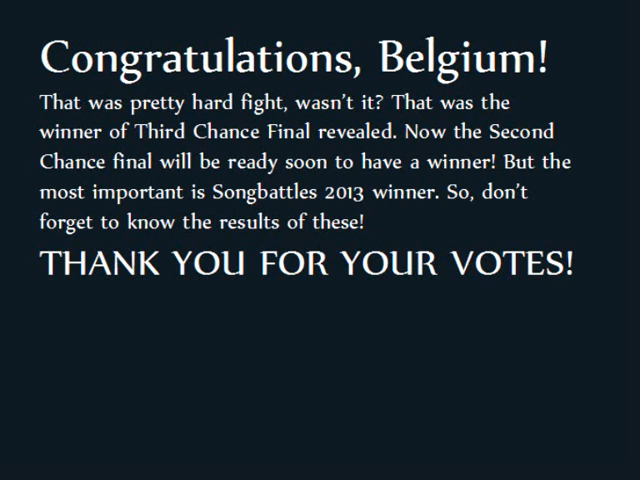 Congratulations, Belgium!
That was pretty hard fight, wasn't it? That was the
winner of Third Chance Final revealed. Now the Second
Chance final will be ready soon to have a winner! But the
most important is Songbattles 2013 winner. So, don't
forget to know the results of these!
THANK YOU FOR YOUR VOTES!